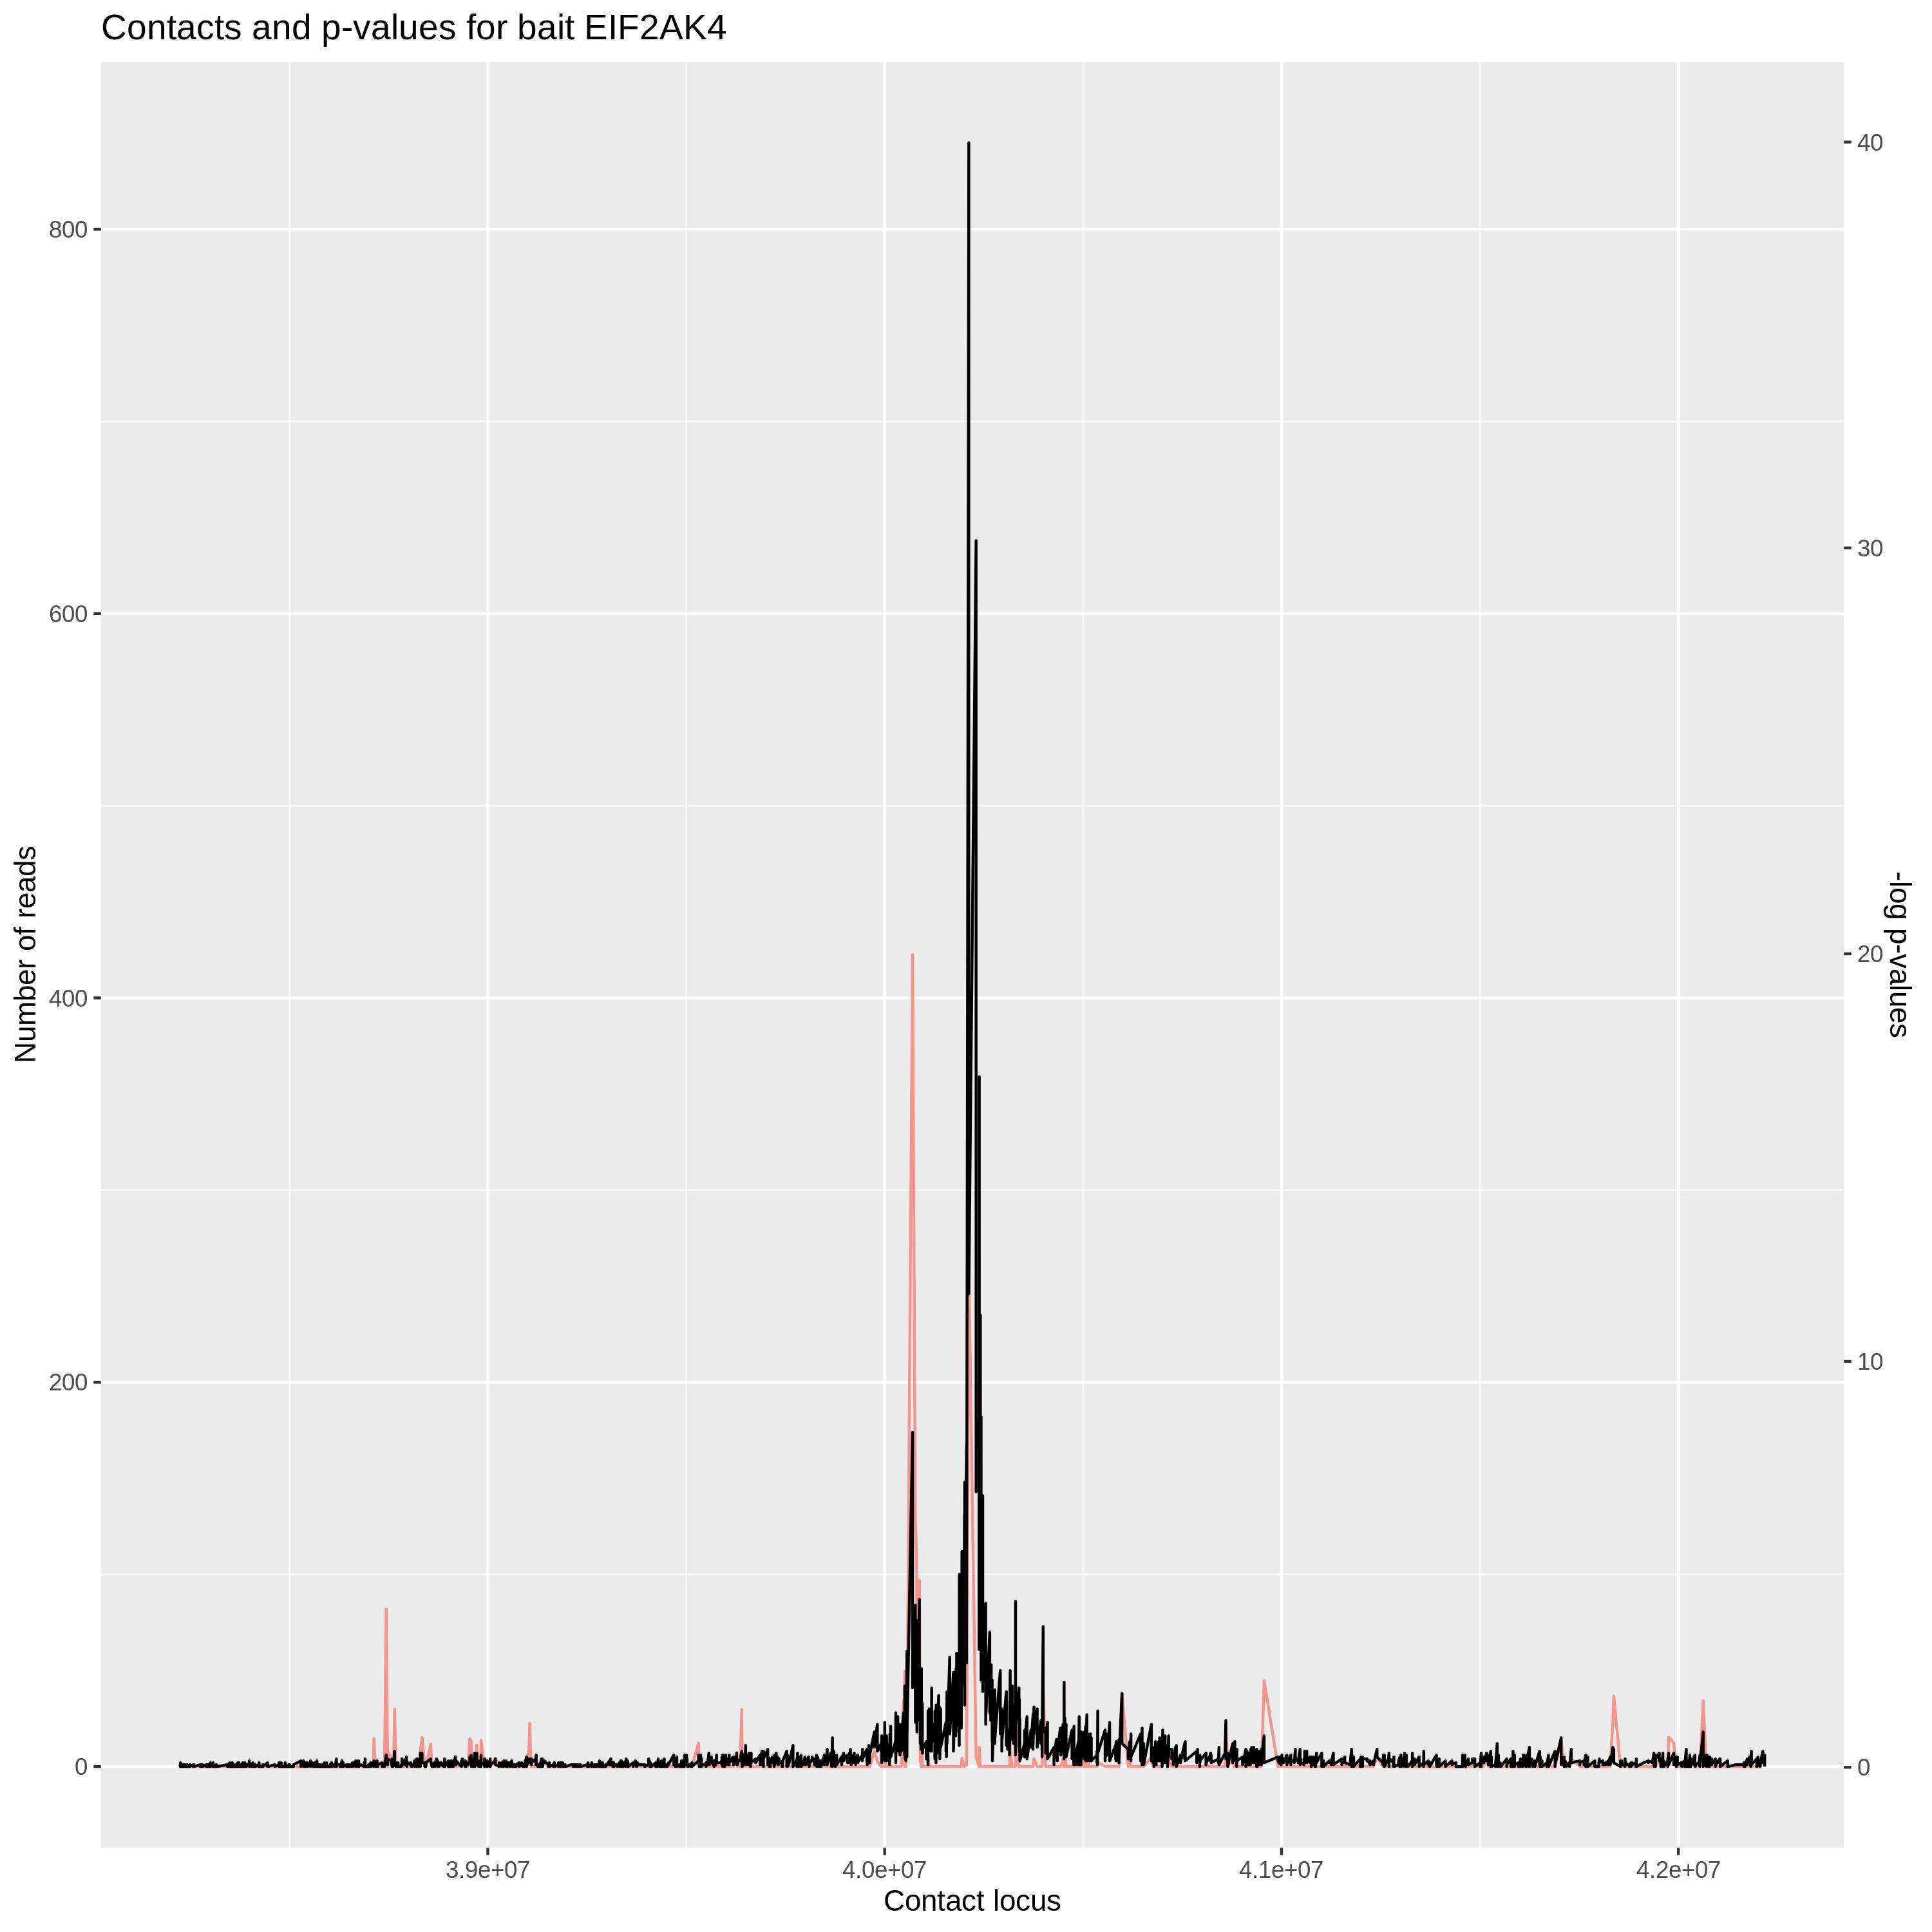 Contacts and p-values for bait EIF2AK4
Number of reads
800
600
400
200
0
40
30
20
10
0
-log p-values
3.9e+07
4.0e+07
4.1e+07
4.2e+07
Contact locus